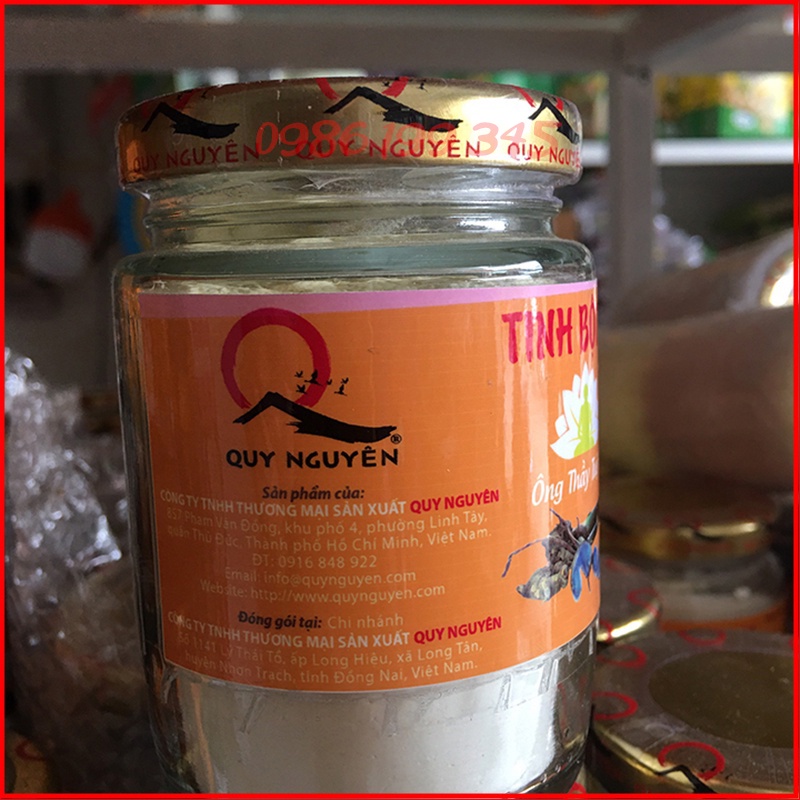 QUY NGUYÊN QUY NGUYÊN QUY NGUYÊN
0986 109 345
TINH BỘ
QUY NGUYÊN®
Ông Thầy
Sản phẩm của:
CÔNG TY TNHH THƯƠNG MẠI SẢN XUẤT QUY NGUYÊN
857 Phạm Văn Đồng, khu phố 4, phường Linh Tây,
quận Thủ Đức, Thành phố Hồ Chí Minh, Việt Nam.
ĐT: 0916 848 922
Email: info@quynguyen.com
Website: http://www.quynguyen.com
Đóng gói tại: Chi nhánh
CÔNG TY TNHH THƯƠNG MẠI SẢN XUẤT QUY NGUYÊN
Số 1141 Lý Thái Tổ, ấp Long Hiệu, xã Long Tân,
huyện Nhơn Trạch, tỉnh Đồng Nai, Việt Nam.